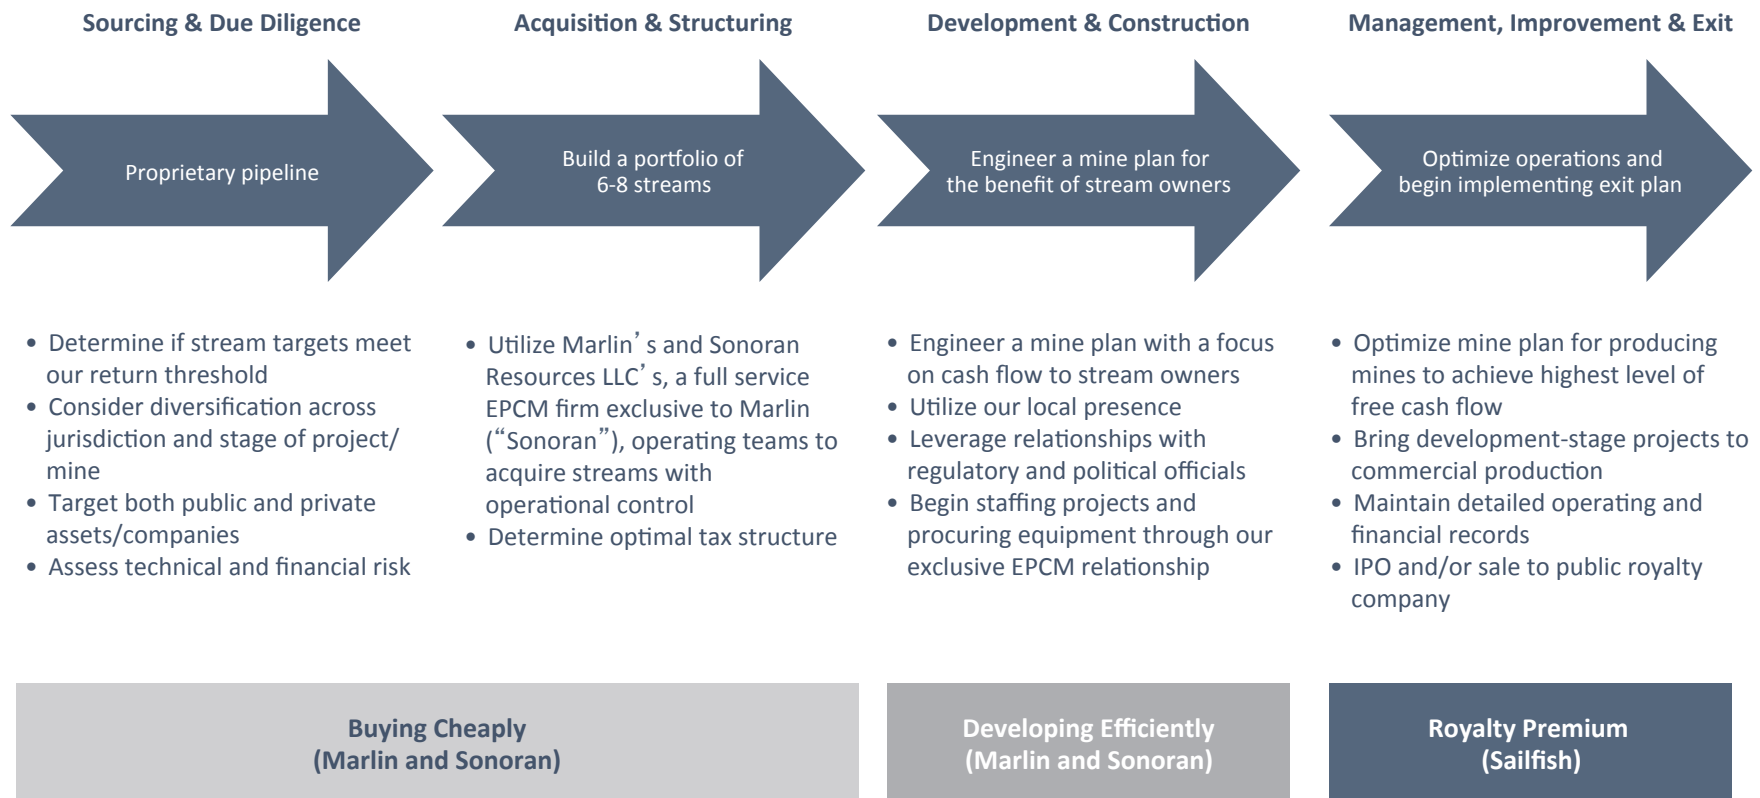 Sourcing & Due Diligence
Acquisition & Structuring
Development & Construction
Management, Improvement & Exit
Proprietary pipeline
Build a portfolio of
6-8 streams
Engineer a mine plan for
the benefit of stream owners
Optimize operations and
begin implementing exit plan
• Determine if stream targets meet
our return threshold
• Consider diversification across
jurisdiction and stage of project/
mine
• Target both public and private
assets/companies
• Assess technical and financial risk
• Utilize Marlin’s and Sonoran
Resources LLC’s, a full service
EPCM firm exclusive to Marlin
(“Sonoran”), operating teams to
acquire streams with
operational control
• Determine optimal tax structure
• Engineer a mine plan with a focus
on cash flow to stream owners
• Utilize our local presence
• Leverage relationships with
regulatory and political officials
• Begin staffing projects and
procuring equipment through our
exclusive EPCM relationship
• Optimize mine plan for producing
mines to achieve highest level of
free cash flow
• Bring development-stage projects to
commercial production
• Maintain detailed operating and
financial records
• IPO and/or sale to public royalty
company
Buying Cheaply
(Marlin and Sonoran)
Developing Efficiently
(Marlin and Sonoran)
Royalty Premium
(Sailfish)